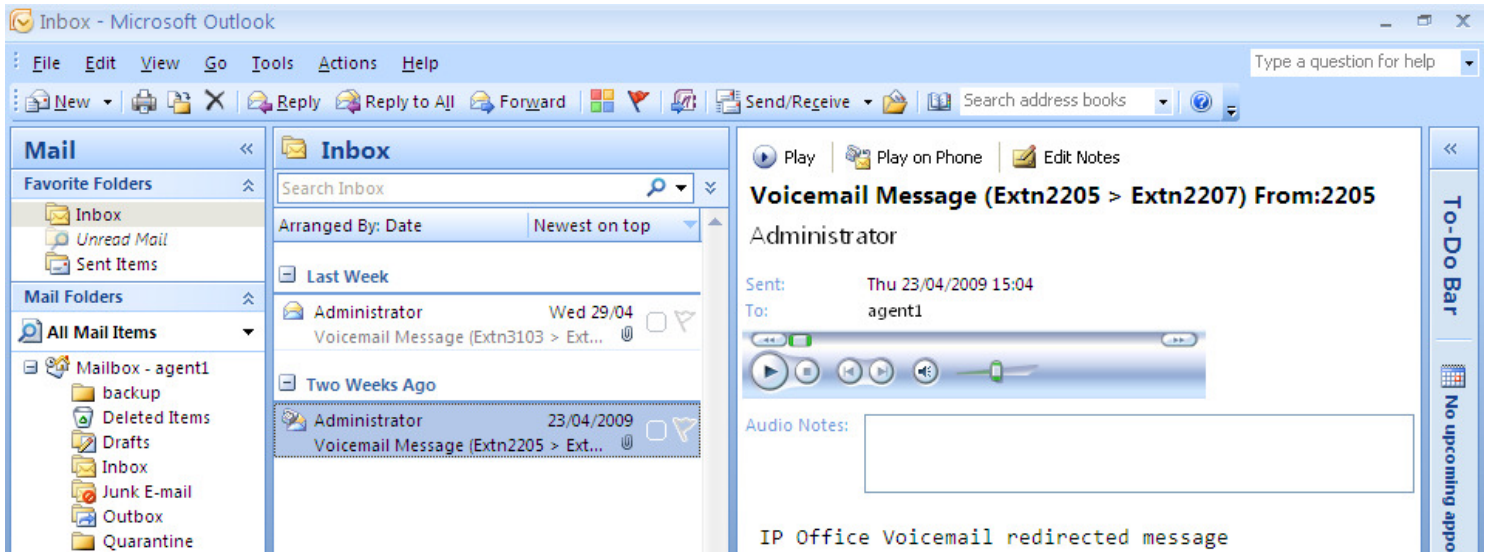 Inbox - Microsoft Outlook
File Edit View Go Tools Actions Help
Type a question for help
New Reply Reply to All Forward Send/Receive Search address books
Mail
Favorite Folders
Inbox
Unread Mail
Sent Items
Mail Folders
All Mail Items
Mailbox - agent1
backup
Deleted Items
Drafts
Inbox
Junk E-mail
Outbox
Quarantine
Inbox
Search Inbox
Arranged By: Date Newest on top
Last Week
Administrator Wed 29/04
Voicemail Message (Extn3103 > Ext...
Two Weeks Ago
Administrator 23/04/2009
Voicemail Message (Extn2205 > Ext...
Play Play on Phone Edit Notes
Voicemail Message (Extn2205 > Extn2207) From:2205
Administrator
Sent: Thu 23/04/2009 15:04
To: agent1
Audio Notes:
IP Office Voicemail redirected message
To-Do Bar
No upcoming appo